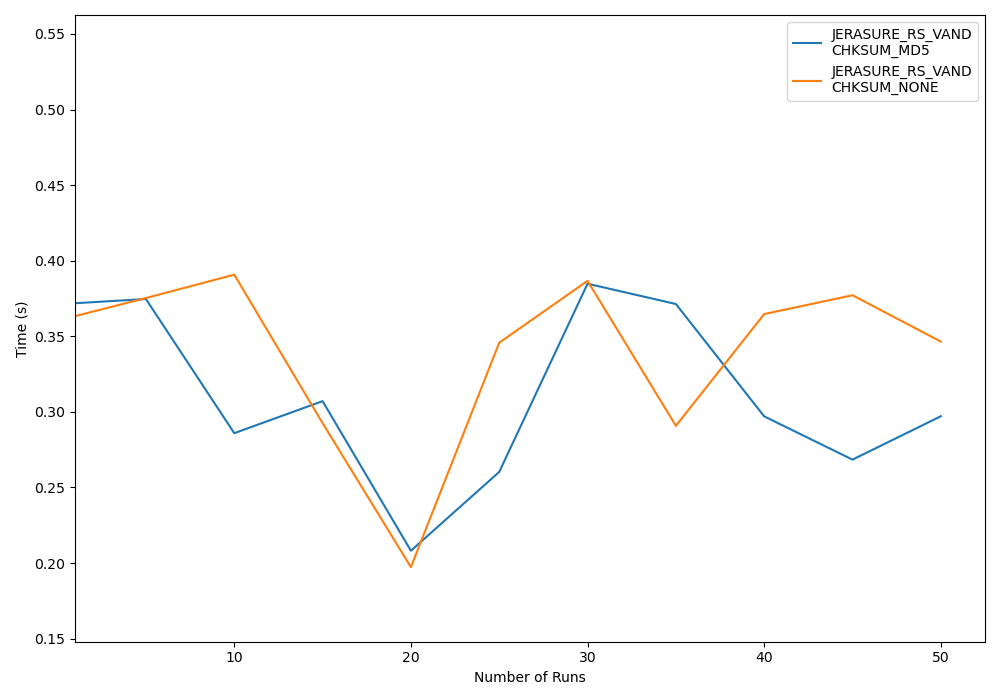 JERASURE_RS_VAND
CHKSUM_MD5
JERASURE_RS_VAND
CHKSUM_NONE
0.55
0.50
0.45
0.40
0.35
0.30
0.25
0.20
0.15
Time (s)
10 20 30 40 50
Number of Runs